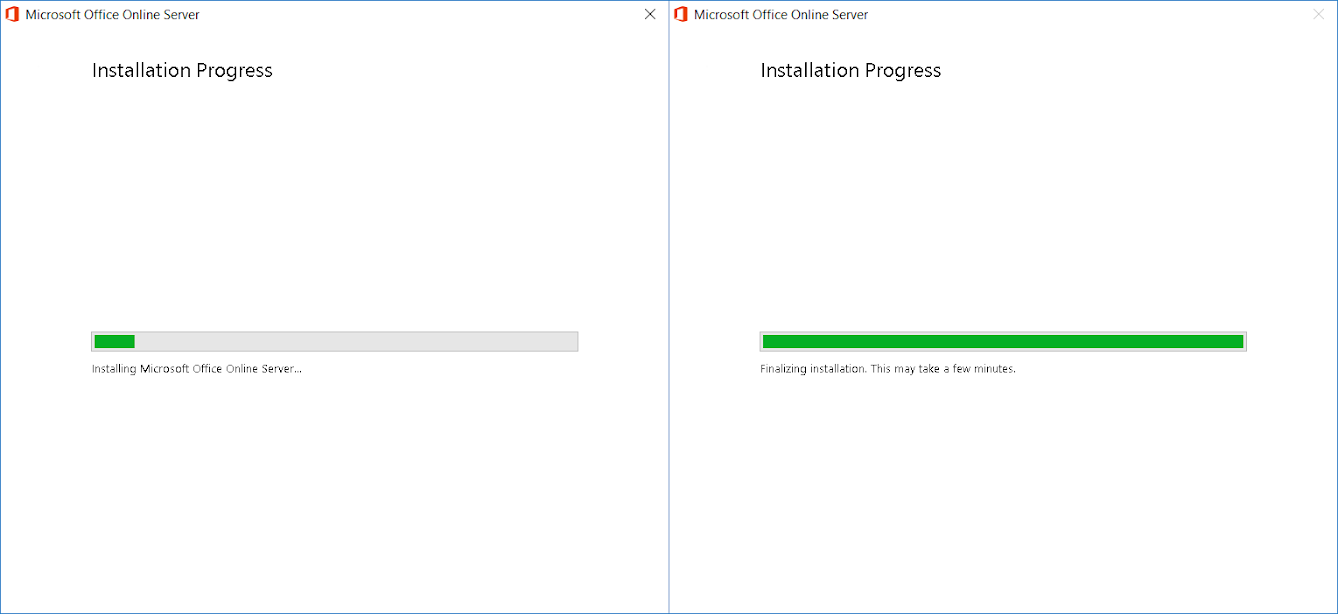 Microsoft Office Online Server
Installation Progress
Installing Microsoft Office Online Server...
Microsoft Office Online Server
Installation Progress
Finalizing installation. This may take a few minutes.